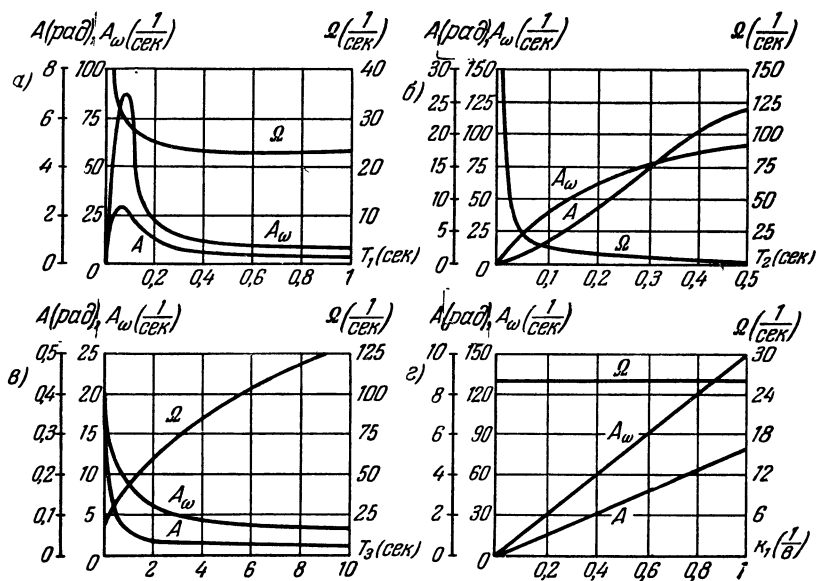 A(рад), Aω(1/сек) Ω(1/сек)
а) 8 100 40
6 75 30
4 50 20
2 25 10
0 0
Ω
Aω
A
T₁(сек)
0,2 0,4 0,6 0,8 1
A(рад), Aω(1/сек) Ω(1/сек)
б) 30 150 150
25 125 125
20 100 100
15 75 75
10 50 50
5 25 25
0 0
Aω
A
Ω
T₂(сек)
0,1 0,2 0,3 0,4 0,5
A(рад), Aω(1/сек) Ω(1/сек)
в) 0,5 25 125
0,4 20 100
0,3 15 75
0,2 10 50
0,1 5 25
0 0
Ω
Aω
A
T₃(сек)
2 4 6 8 10
A(рад), Aω(1/сек) Ω(1/сек)
г) 10 150 30
8 120 24
6 90 18
4 60 12
2 30 6
0 0
Ω
Aω
A
к₁(1/в)
0,2 0,4 0,6 0,8 1